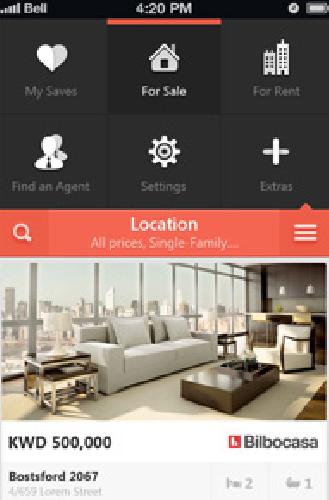 Bell 4:20 PM
My Saves For Sale For Rent
Find an Agent Settings Extras
Location
All prices, Single-Family....
KWD 500,000 Bilbocasa
Bostsford 2067 2 1
4/659 Lorem Street